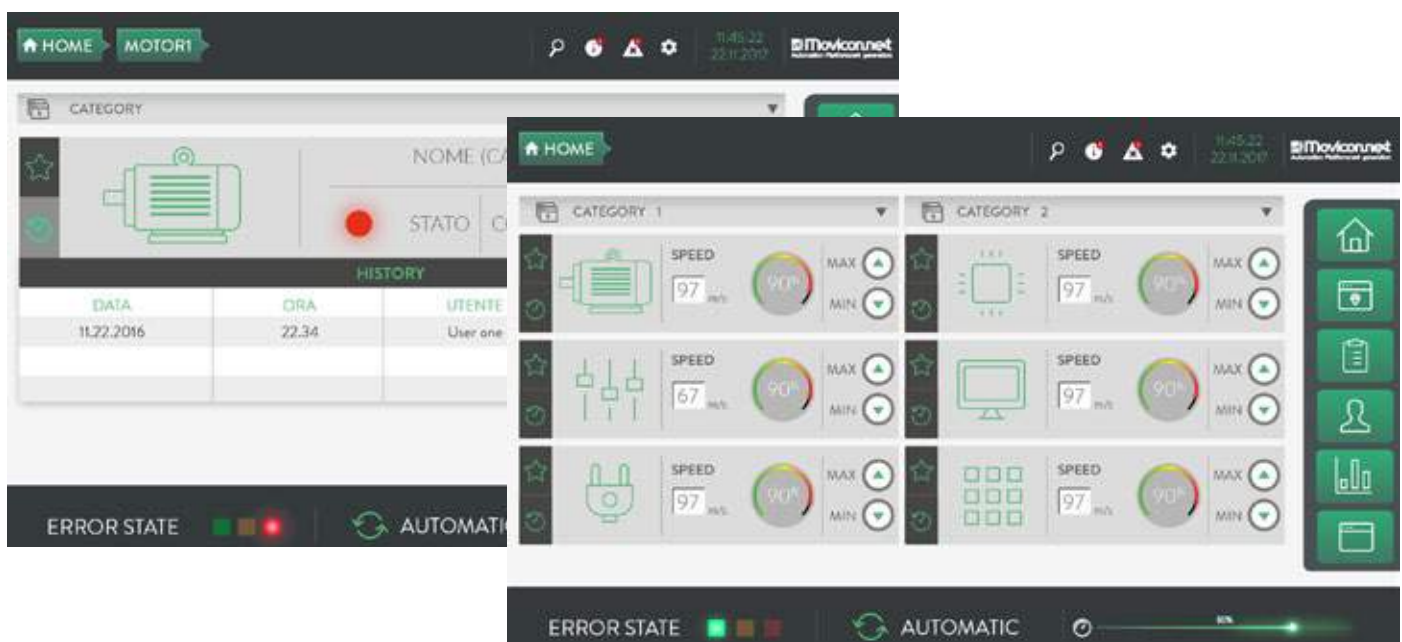 HOME MOTOR1 11:45:22
22.11.2017 Movicon.net
CATEGORY
NOME (CA
STATO
HISTORY
DATA ORA UTENTE
11.22.2016 22.34 User one
ERROR STATE AUTOMATI
HOME 11:45:22
22.11.2017 Movicon.net
CATEGORY 1 CATEGORY 2
SPEED 97 m/s 90% MAX MIN SPEED 97 m/s 90% MAX MIN
SPEED 67 m/s 90% MAX MIN SPEED 97 m/s 90% MAX MIN
SPEED 97 m/s 90% MAX MIN SPEED 97 m/s 90% MAX MIN
ERROR STATE AUTOMATIC